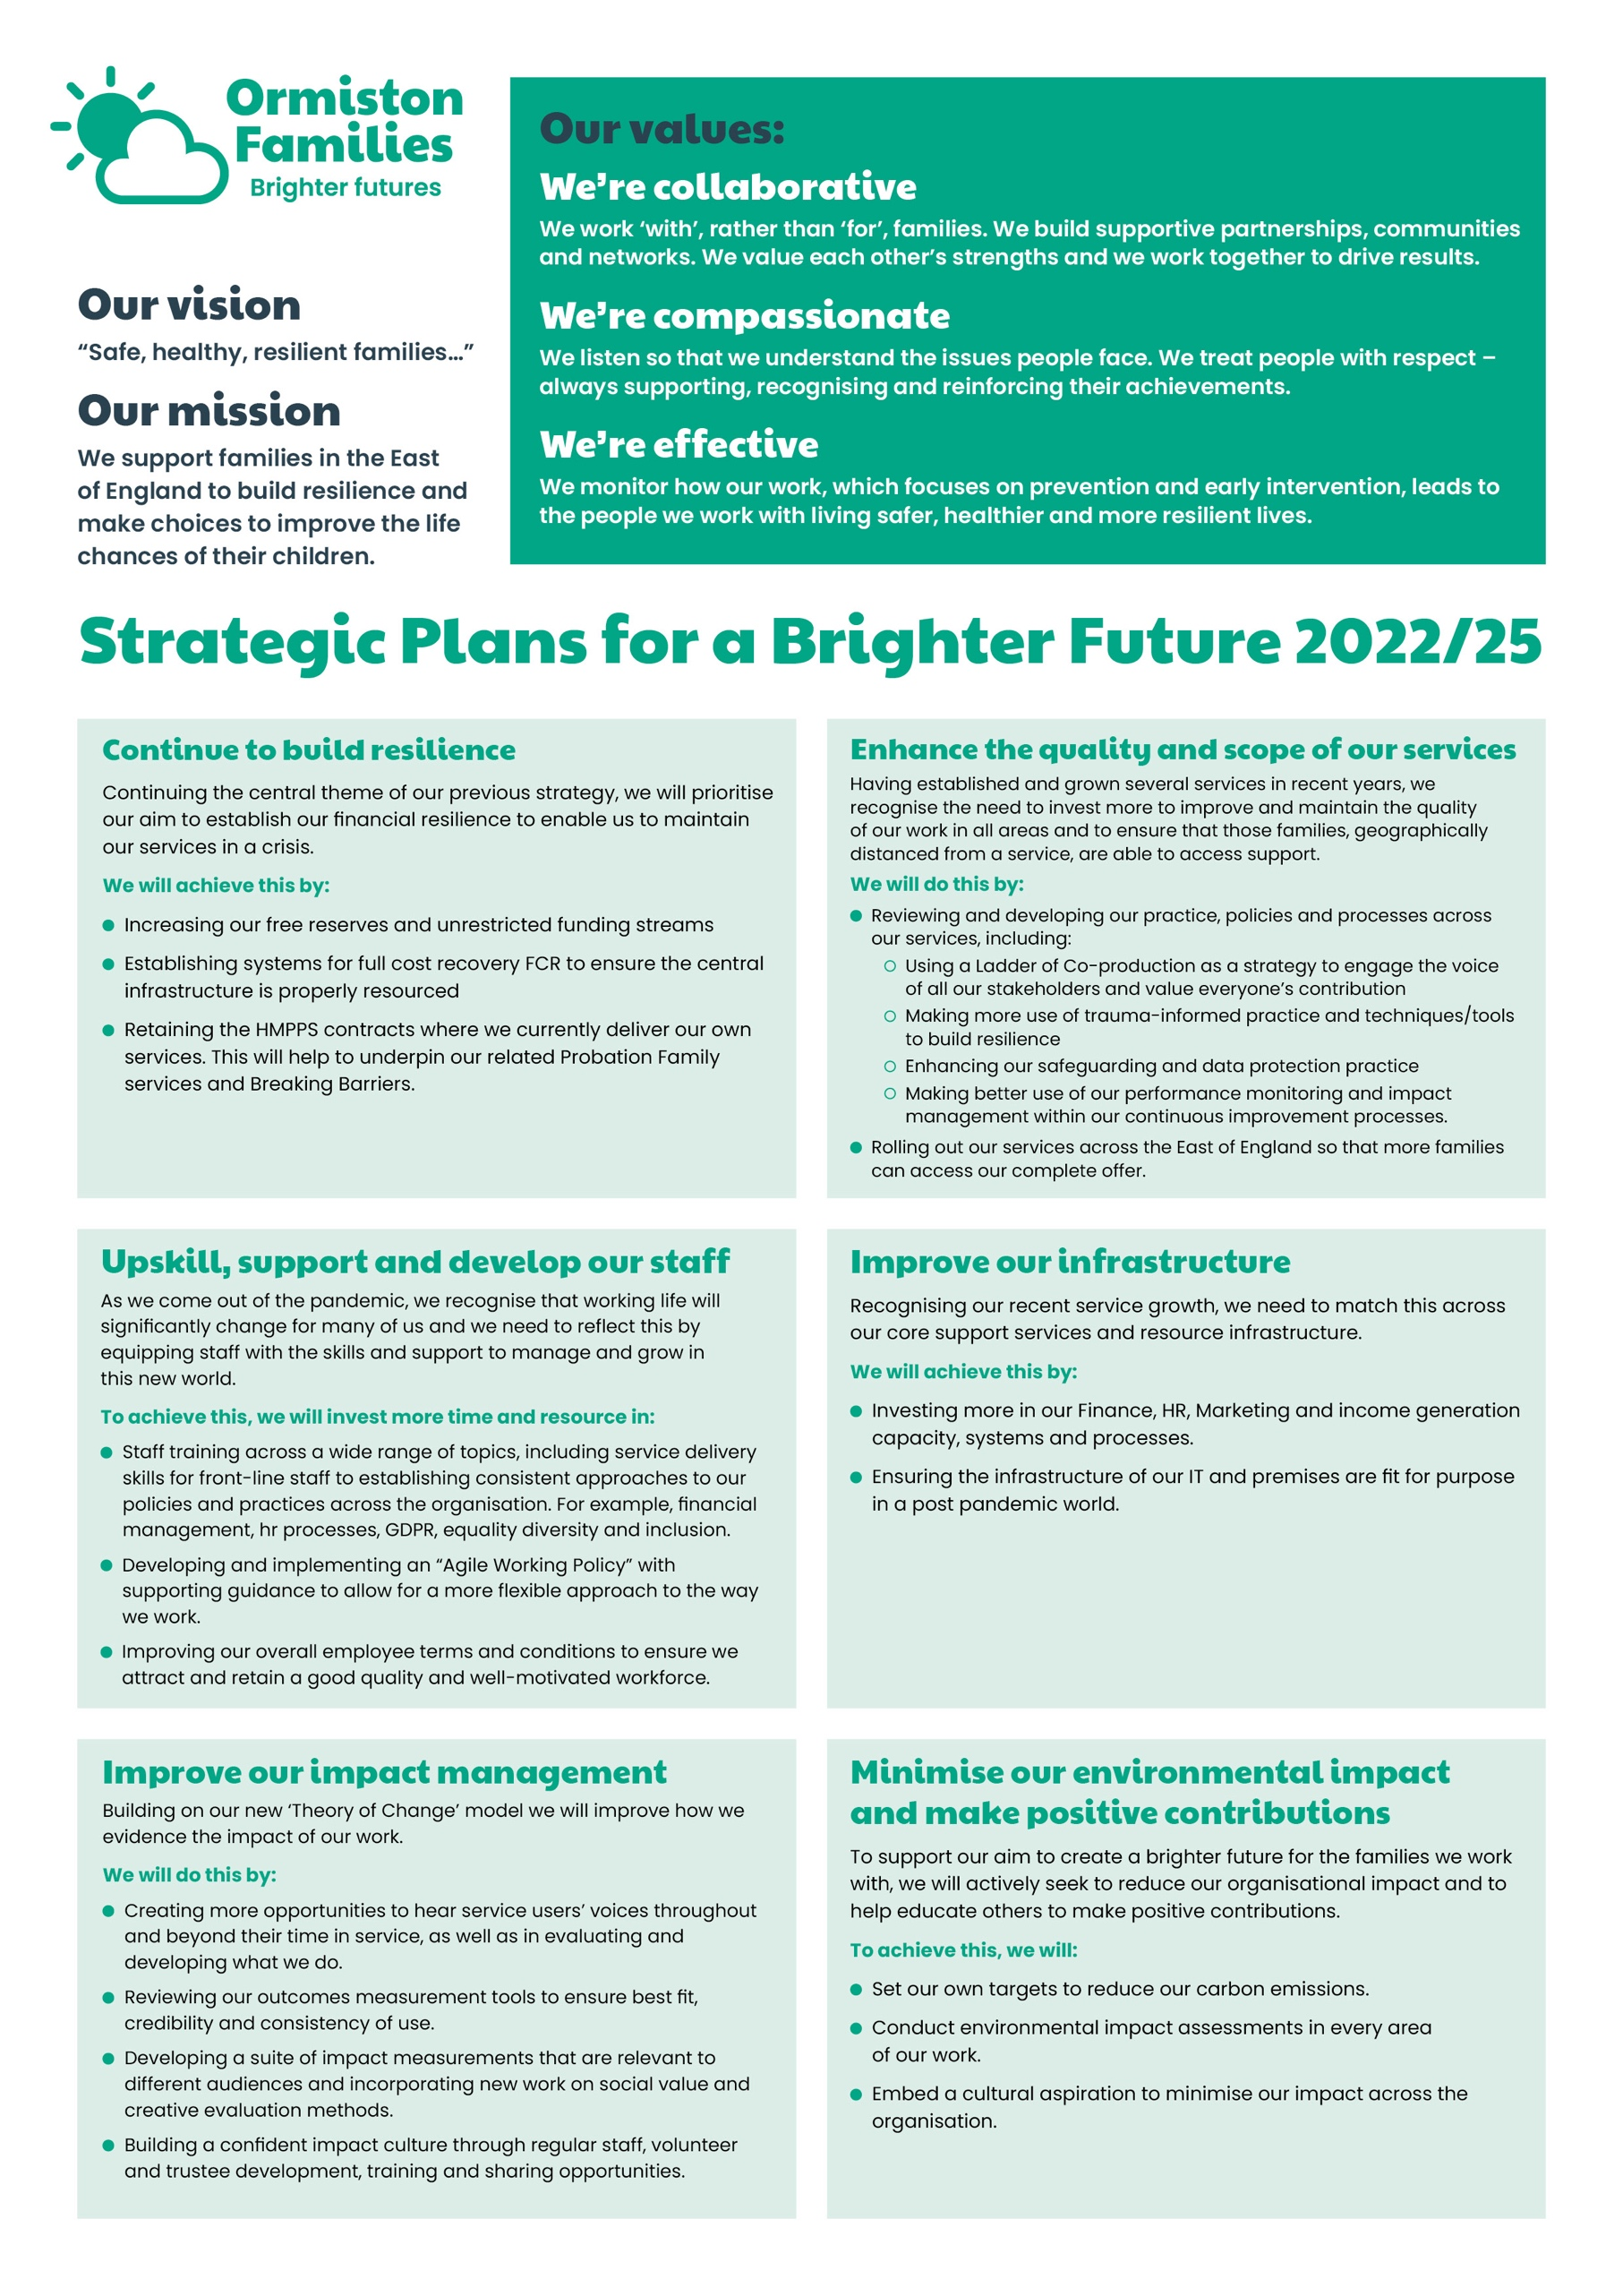 Ormiston
Families
Brighter futures
Our vision
“Safe, healthy, resilient families...”
Our mission
We support families in the East
of England to build resilience and
make choices to improve the life
chances of their children.
Our values:
We’re collaborative
We work ‘with’, rather than ‘for’, families. We build supportive partnerships, communities
and networks. We value each other’s strengths and we work together to drive results.
We’re compassionate
We listen so that we understand the issues people face. We treat people with respect –
always supporting, recognising and reinforcing their achievements.
We’re effective
We monitor how our work, which focuses on prevention and early intervention, leads to
the people we work with living safer, healthier and more resilient lives.
Strategic Plans for a Brighter Future 2022/25
Continue to build resilience
Continuing the central theme of our previous strategy, we will prioritise
our aim to establish our financial resilience to enable us to maintain
our services in a crisis.
We will achieve this by:
● Increasing our free reserves and unrestricted funding streams
● Establishing systems for full cost recovery FCR to ensure the central
infrastructure is properly resourced
● Retaining the HMPPS contracts where we currently deliver our own
services. This will help to underpin our related Probation Family
services and Breaking Barriers.
Enhance the quality and scope of our services
Having established and grown several services in recent years, we
recognise the need to invest more to improve and maintain the quality
of our work in all areas and to ensure that those families, geographically
distanced from a service, are able to access support.
We will do this by:
● Reviewing and developing our practice, policies and processes across
our services, including:
○ Using a Ladder of Co-production as a strategy to engage the voice
of all our stakeholders and value everyone’s contribution
○ Making more use of trauma-informed practice and techniques/tools
to build resilience
○ Enhancing our safeguarding and data protection practice
○ Making better use of our performance monitoring and impact
management within our continuous improvement processes.
● Rolling out our services across the East of England so that more families
can access our complete offer.
Upskill, support and develop our staff
As we come out of the pandemic, we recognise that working life will
significantly change for many of us and we need to reflect this by
equipping staff with the skills and support to manage and grow in
this new world.
To achieve this, we will invest more time and resource in:
● Staff training across a wide range of topics, including service delivery
skills for front-line staff to establishing consistent approaches to our
policies and practices across the organisation. For example, financial
management, hr processes, GDPR, equality diversity and inclusion.
● Developing and implementing an “Agile Working Policy” with
supporting guidance to allow for a more flexible approach to the way
we work.
● Improving our overall employee terms and conditions to ensure we
attract and retain a good quality and well-motivated workforce.
Improve our infrastructure
Recognising our recent service growth, we need to match this across
our core support services and resource infrastructure.
We will achieve this by:
● Investing more in our Finance, HR, Marketing and income generation
capacity, systems and processes.
● Ensuring the infrastructure of our IT and premises are fit for purpose
in a post pandemic world.
Improve our impact management
Building on our new ‘Theory of Change’ model we will improve how we
evidence the impact of our work.
We will do this by:
● Creating more opportunities to hear service users’ voices throughout
and beyond their time in service, as well as in evaluating and
developing what we do.
● Reviewing our outcomes measurement tools to ensure best fit,
credibility and consistency of use.
● Developing a suite of impact measurements that are relevant to
different audiences and incorporating new work on social value and
creative evaluation methods.
● Building a confident impact culture through regular staff, volunteer
and trustee development, training and sharing opportunities.
Minimise our environmental impact
and make positive contributions
To support our aim to create a brighter future for the families we work
with, we will actively seek to reduce our organisational impact and to
help educate others to make positive contributions.
To achieve this, we will:
● Set our own targets to reduce our carbon emissions.
● Conduct environmental impact assessments in every area
of our work.
● Embed a cultural aspiration to minimise our impact across the
organisation.